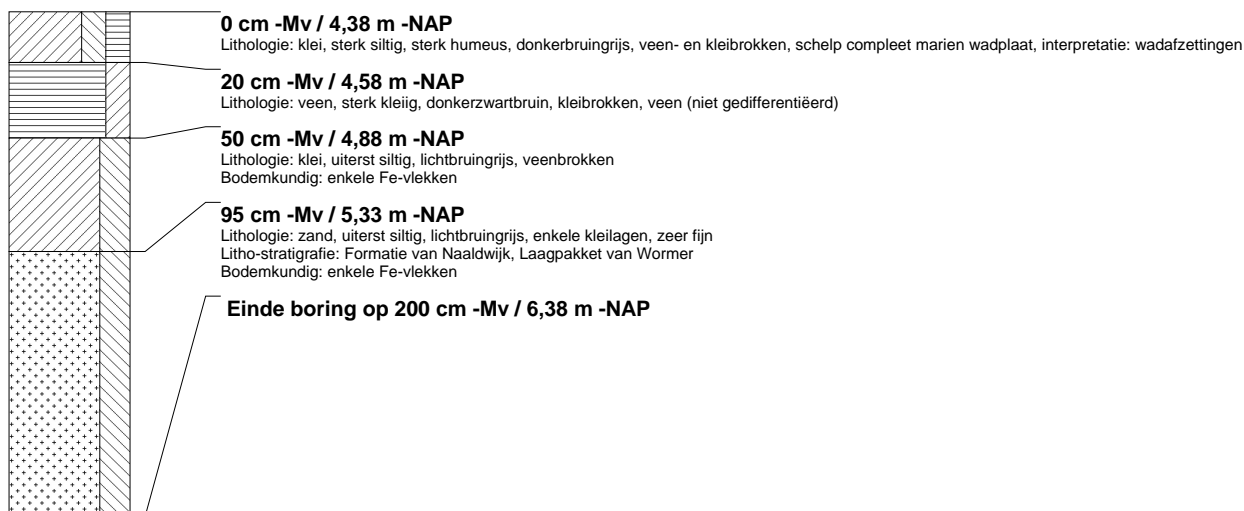 0 cm -Mv / 4,38 m -NAP
Lithologie: klei, sterk siltig, sterk humeus, donkerbruingrijs, veen- en kleibrokken, schelp compleet marien wadplaat, interpretatie: wadafzettingen
20 cm -Mv / 4,58 m -NAP
Lithologie: veen, sterk kleiig, donkerzwartbruin, kleibrokken, veen (niet gedifferentiëerd)
50 cm -Mv / 4,88 m -NAP
Lithologie: klei, uiterst siltig, lichtbruingrijs, veenbrokken
Bodemkundig: enkele Fe-vlekken
95 cm -Mv / 5,33 m -NAP
Lithologie: zand, uiterst siltig, lichtbruingrijs, enkele kleilagen, zeer fijn
Litho-stratigrafie: Formatie van Naaldwijk, Laagpakket van Wormer
Bodemkundig: enkele Fe-vlekken
Einde boring op 200 cm -Mv / 6,38 m -NAP